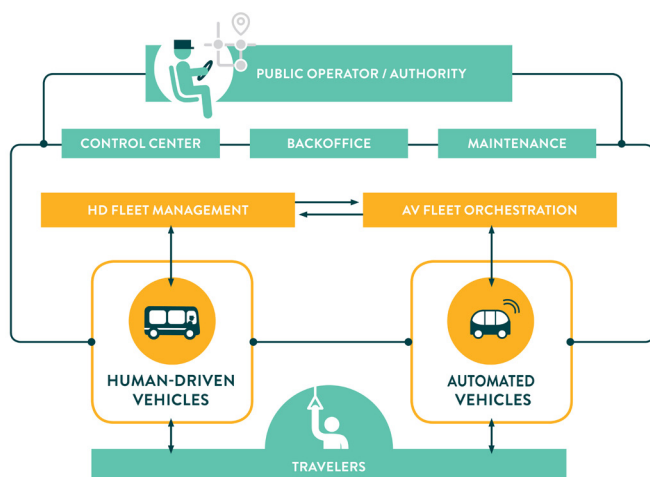 PUBLIC OPERATOR / AUTHORITY
CONTROL CENTER
BACKOFFICE
MAINTENANCE
HD FLEET MANAGEMENT
AV FLEET ORCHESTRATION
HUMAN-DRIVEN
VEHICLES
AUTOMATED
VEHICLES
TRAVELERS